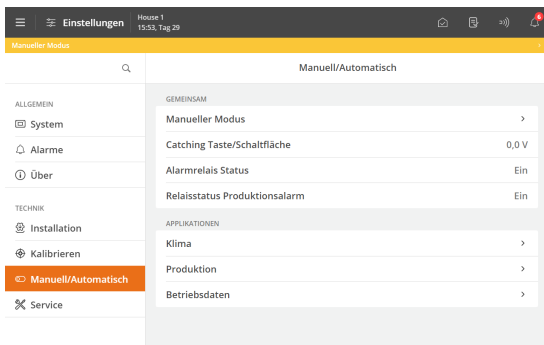 Einstellungen
House 1
15:53, Tag 29
6
Manueller Modus
Manuell/Automatisch
ALLGEMEIN
System
Alarme
Über
TECHNIK
Installation
Kalibrieren
Manuell/Automatisch
Service
GEMEINSAM
Manueller Modus
Catching Taste/Schaltfläche 0,0 V
Alarmrelais Status Ein
Relaisstatus Produktionsalarm Ein
APPLIKATIONEN
Klima
Produktion
Betriebsdaten